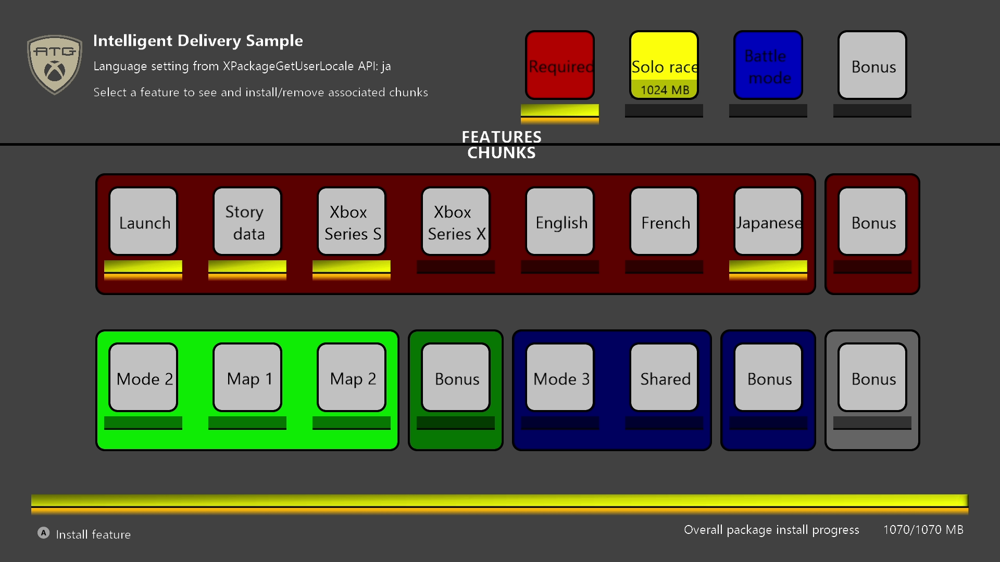 ATG
Intelligent Delivery Sample
Language setting from XPackageGetUserLocale API: ja
Select a feature to see and install/remove associated chunks
Required
Solo race
1024 MB
Battle
mode
Bonus
FEATURES
CHUNKS
Launch
Story
data
Xbox
Series S
Xbox
Series X
English
French
Japanese
Bonus
Mode 2
Map 1
Map 2
Bonus
Mode 3
Shared
Bonus
Bonus
A Install feature
Overall package install progress 1070/1070 MB